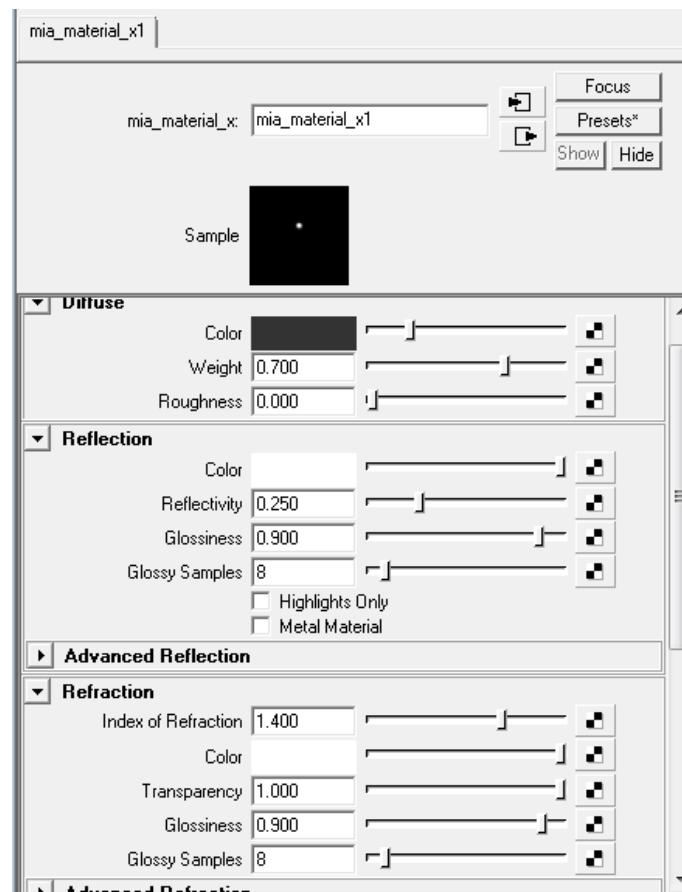 mia_material_x1
Focus
mia_material_x: mia_material_x1
Presets*
Show Hide
Sample
Diffuse
Color
Weight 0.700
Roughness 0.000
Reflection
Color
Reflectivity 0.250
Glossiness 0.900
Glossy Samples 8
Highlights Only
Metal Material
Advanced Reflection
Refraction
Index of Refraction 1.400
Color
Transparency 1.000
Glossiness 0.900
Glossy Samples 8
Advanced Refraction